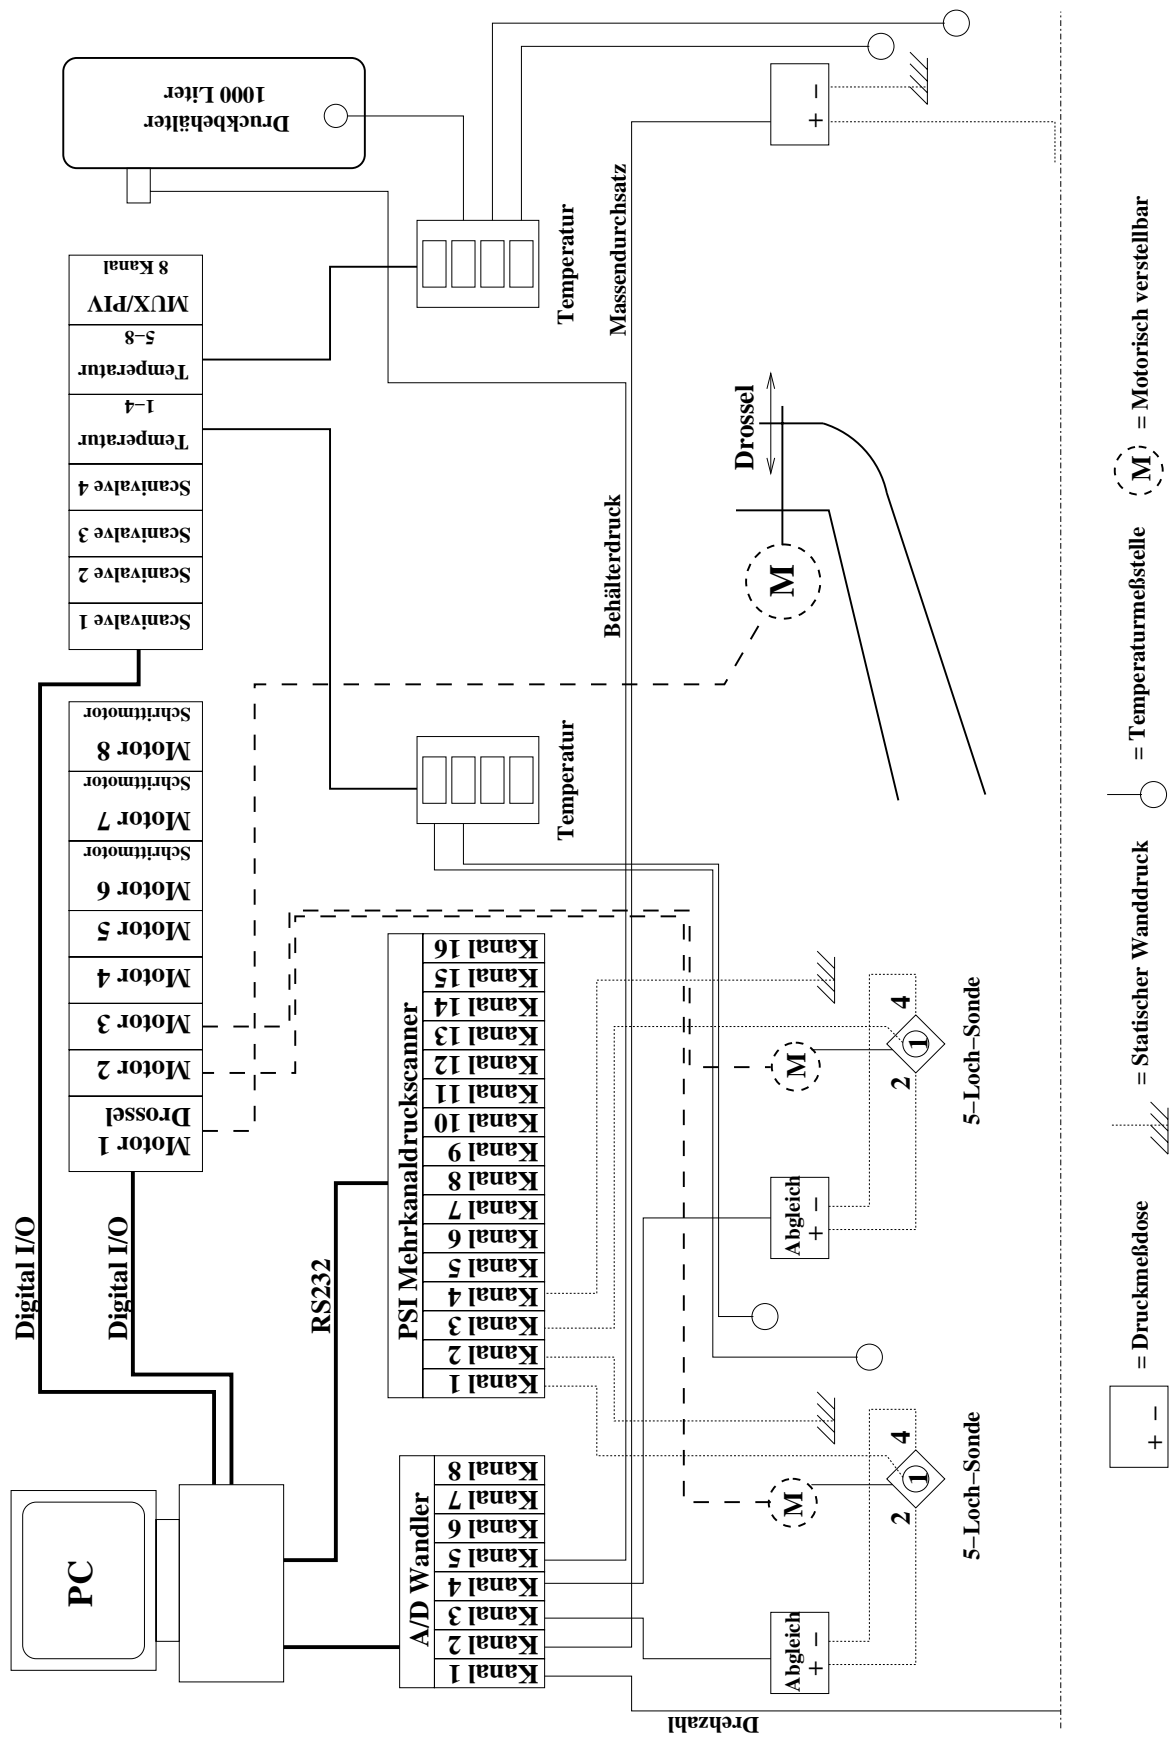 PC
Digital I/O
Digital I/O
RS232
Motor 1
Drossel
Motor 2
Motor 3
Motor 4
Motor 5
Motor 6
Schrittmotor
Motor 7
Schrittmotor
Motor 8
Schrittmotor
Scanivalve 1
Scanivalve 2
Scanivalve 3
Scanivalve 4
Temperatur
1–4
Temperatur
5–8
MUX/PIV
8 Kanal
Druckbehälter
1000 Liter
A/D Wandler
Kanal 1
Kanal 2
Kanal 3
Kanal 4
Kanal 5
Kanal 6
Kanal 7
Kanal 8
PSI Mehrkanaldruckscanner
Kanal 1
Kanal 2
Kanal 3
Kanal 4
Kanal 5
Kanal 6
Kanal 7
Kanal 8
Kanal 9
Kanal 10
Kanal 11
Kanal 12
Kanal 13
Kanal 14
Kanal 15
Kanal 16
Temperatur
Temperatur
Behälterdruck
Massendurchsatz
Drehzahl
Drossel
M
Abgleich
+ −
M
2
1
4
5–Loch–Sonde
Abgleich
+ −
M
2
1
4
5–Loch–Sonde
+ −
+ − = Druckmeßdose
= Statischer Wanddruck
= Temperaturmeßstelle
M = Motorisch verstellbar